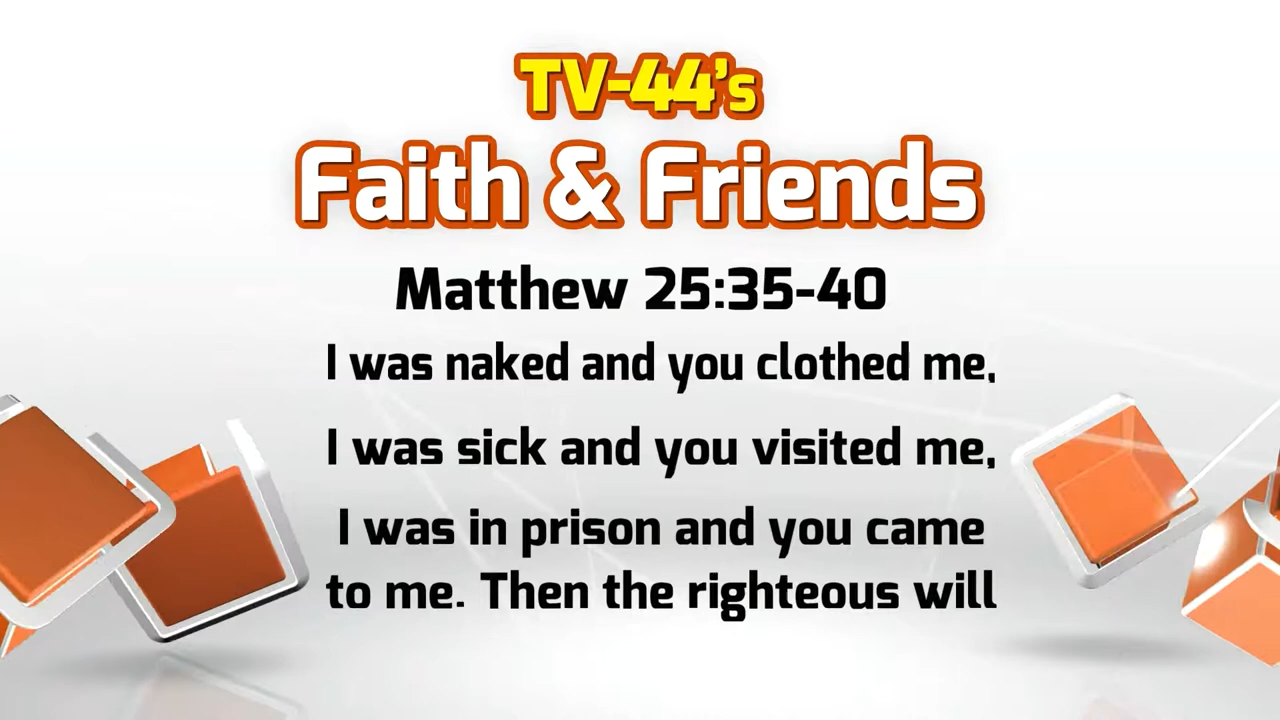 TV-44's
Faith & Friends
Matthew 25:35-40
I was naked and you clothed me,
I was sick and you visited me,
I was in prison and you came
to me. Then the righteous will